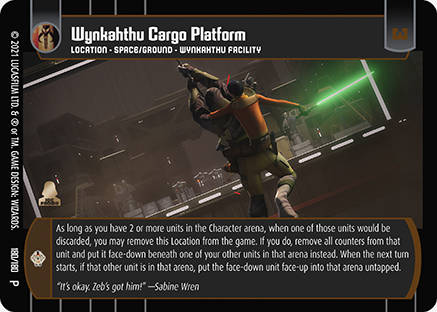 Wynkahthu Cargo Platform
LOCATION - SPACE/GROUND - WYNKAHTHU FACILITY
© 2021 LUCASFILM LTD. & ® or TM. GAME DESIGN: WIZARDS.
180/180 P
As long as you have 2 or more units in the Character arena, when one of those units would be
discarded, you may remove this Location from the game. If you do, remove all counters from that
unit and put it face-down beneath one of your other units in that arena instead. When the next turn
starts, if that other unit is in that arena, put the face-down unit face-up into that arena untapped.
"It's okay. Zeb's got him!" —Sabine Wren